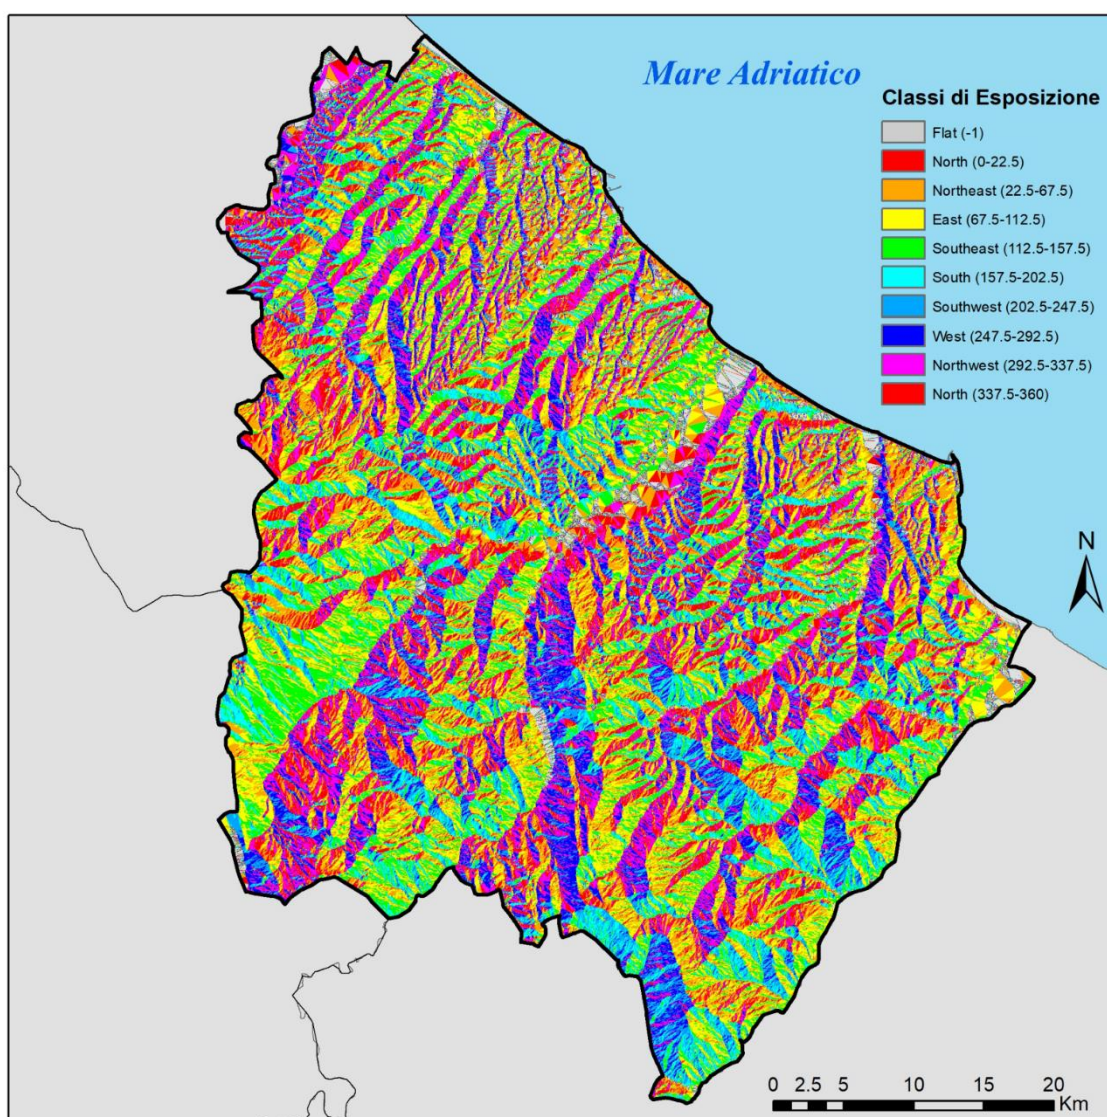 Mare Adriatico
Classi di Esposizione
Flat (-1)
North (0-22.5)
Northeast (22.5-67.5)
East (67.5-112.5)
Southeast (112.5-157.5)
South (157.5-202.5)
Southwest (202.5-247.5)
West (247.5-292.5)
Northwest (292.5-337.5)
North (337.5-360)
N
0 2.5 5 10 15 20
Km